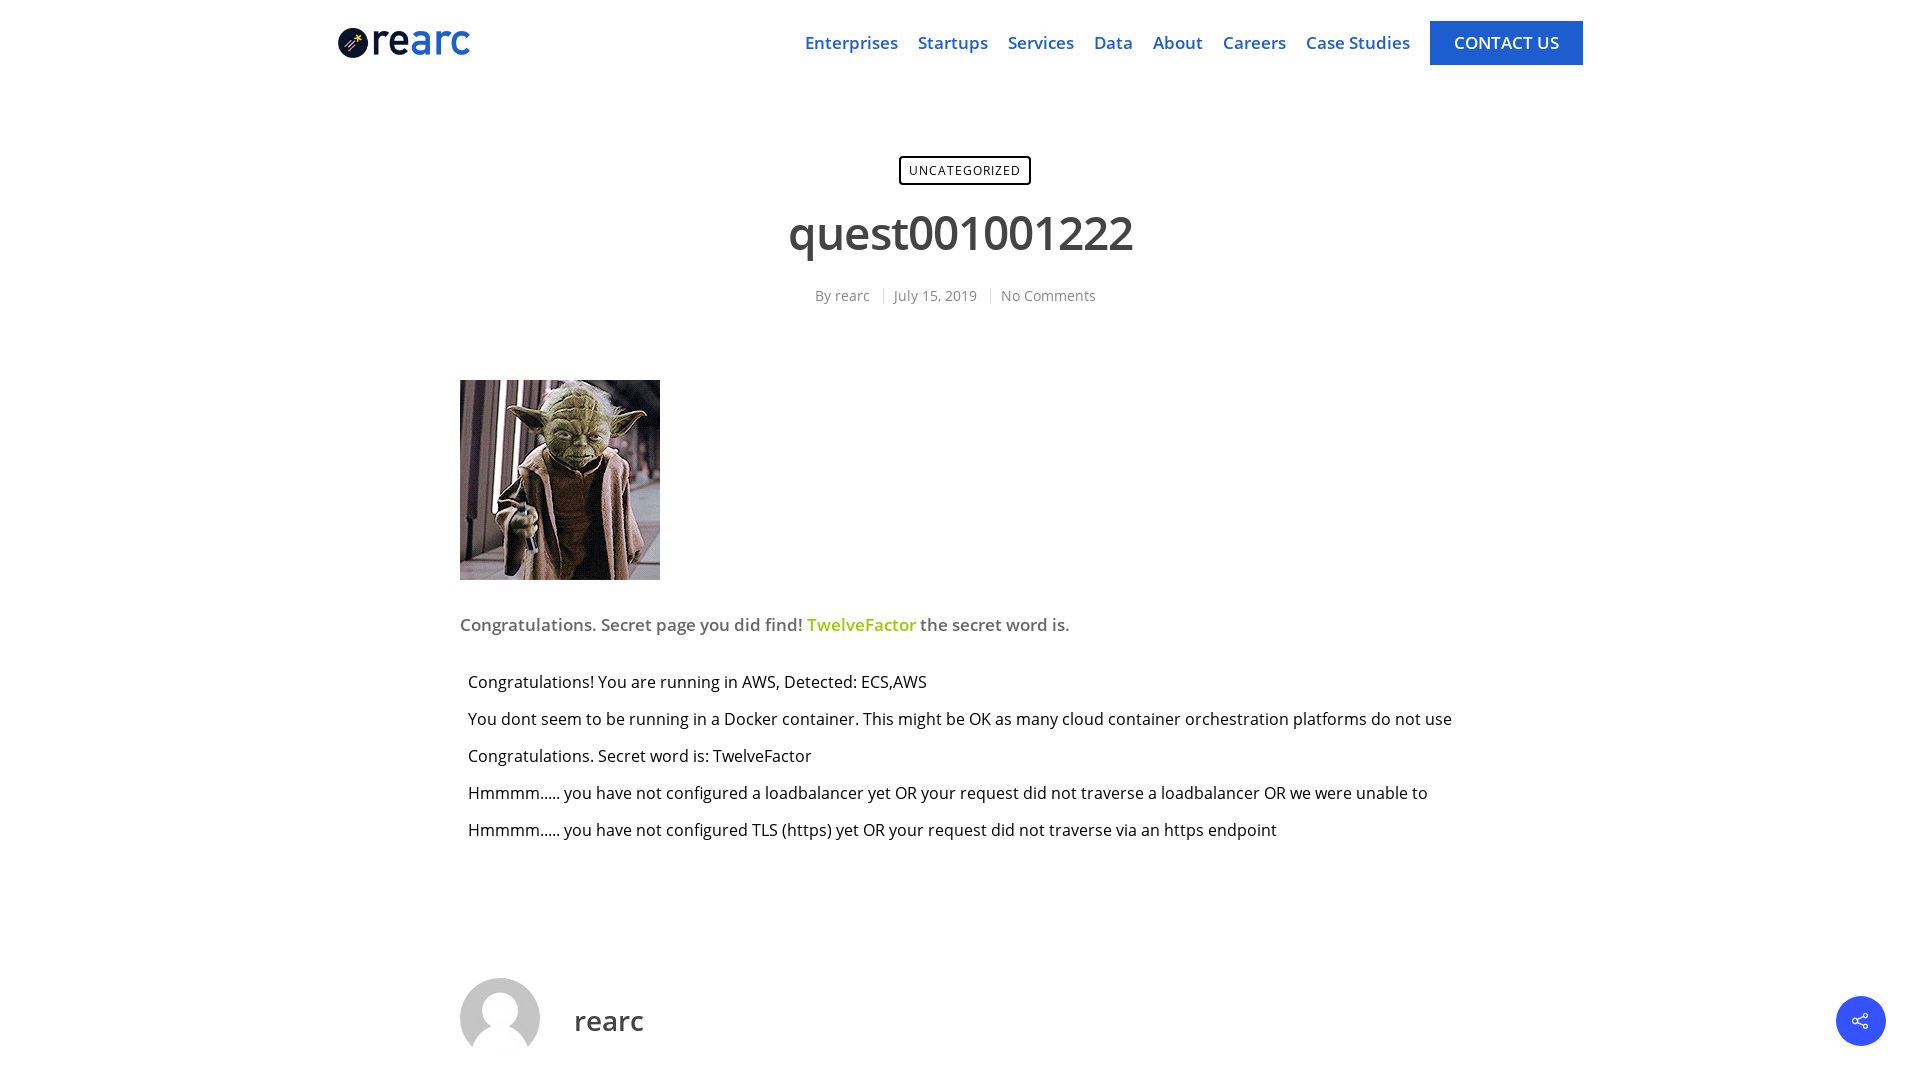 rearc
Enterprises Startups Services Data About Careers Case Studies CONTACT US
UNCATEGORIZED
quest001001222
By rearc July 15, 2019 No Comments
Congratulations. Secret page you did find! TwelveFactor the secret word is.
Congratulations! You are running in AWS, Detected: ECS,AWS
You dont seem to be running in a Docker container. This might be OK as many cloud container orchestration platforms do not use
Congratulations. Secret word is: TwelveFactor
Hmmmm..... you have not configured a loadbalancer yet OR your request did not traverse a loadbalancer OR we were unable to
Hmmmm..... you have not configured TLS (https) yet OR your request did not traverse via an https endpoint
rearc